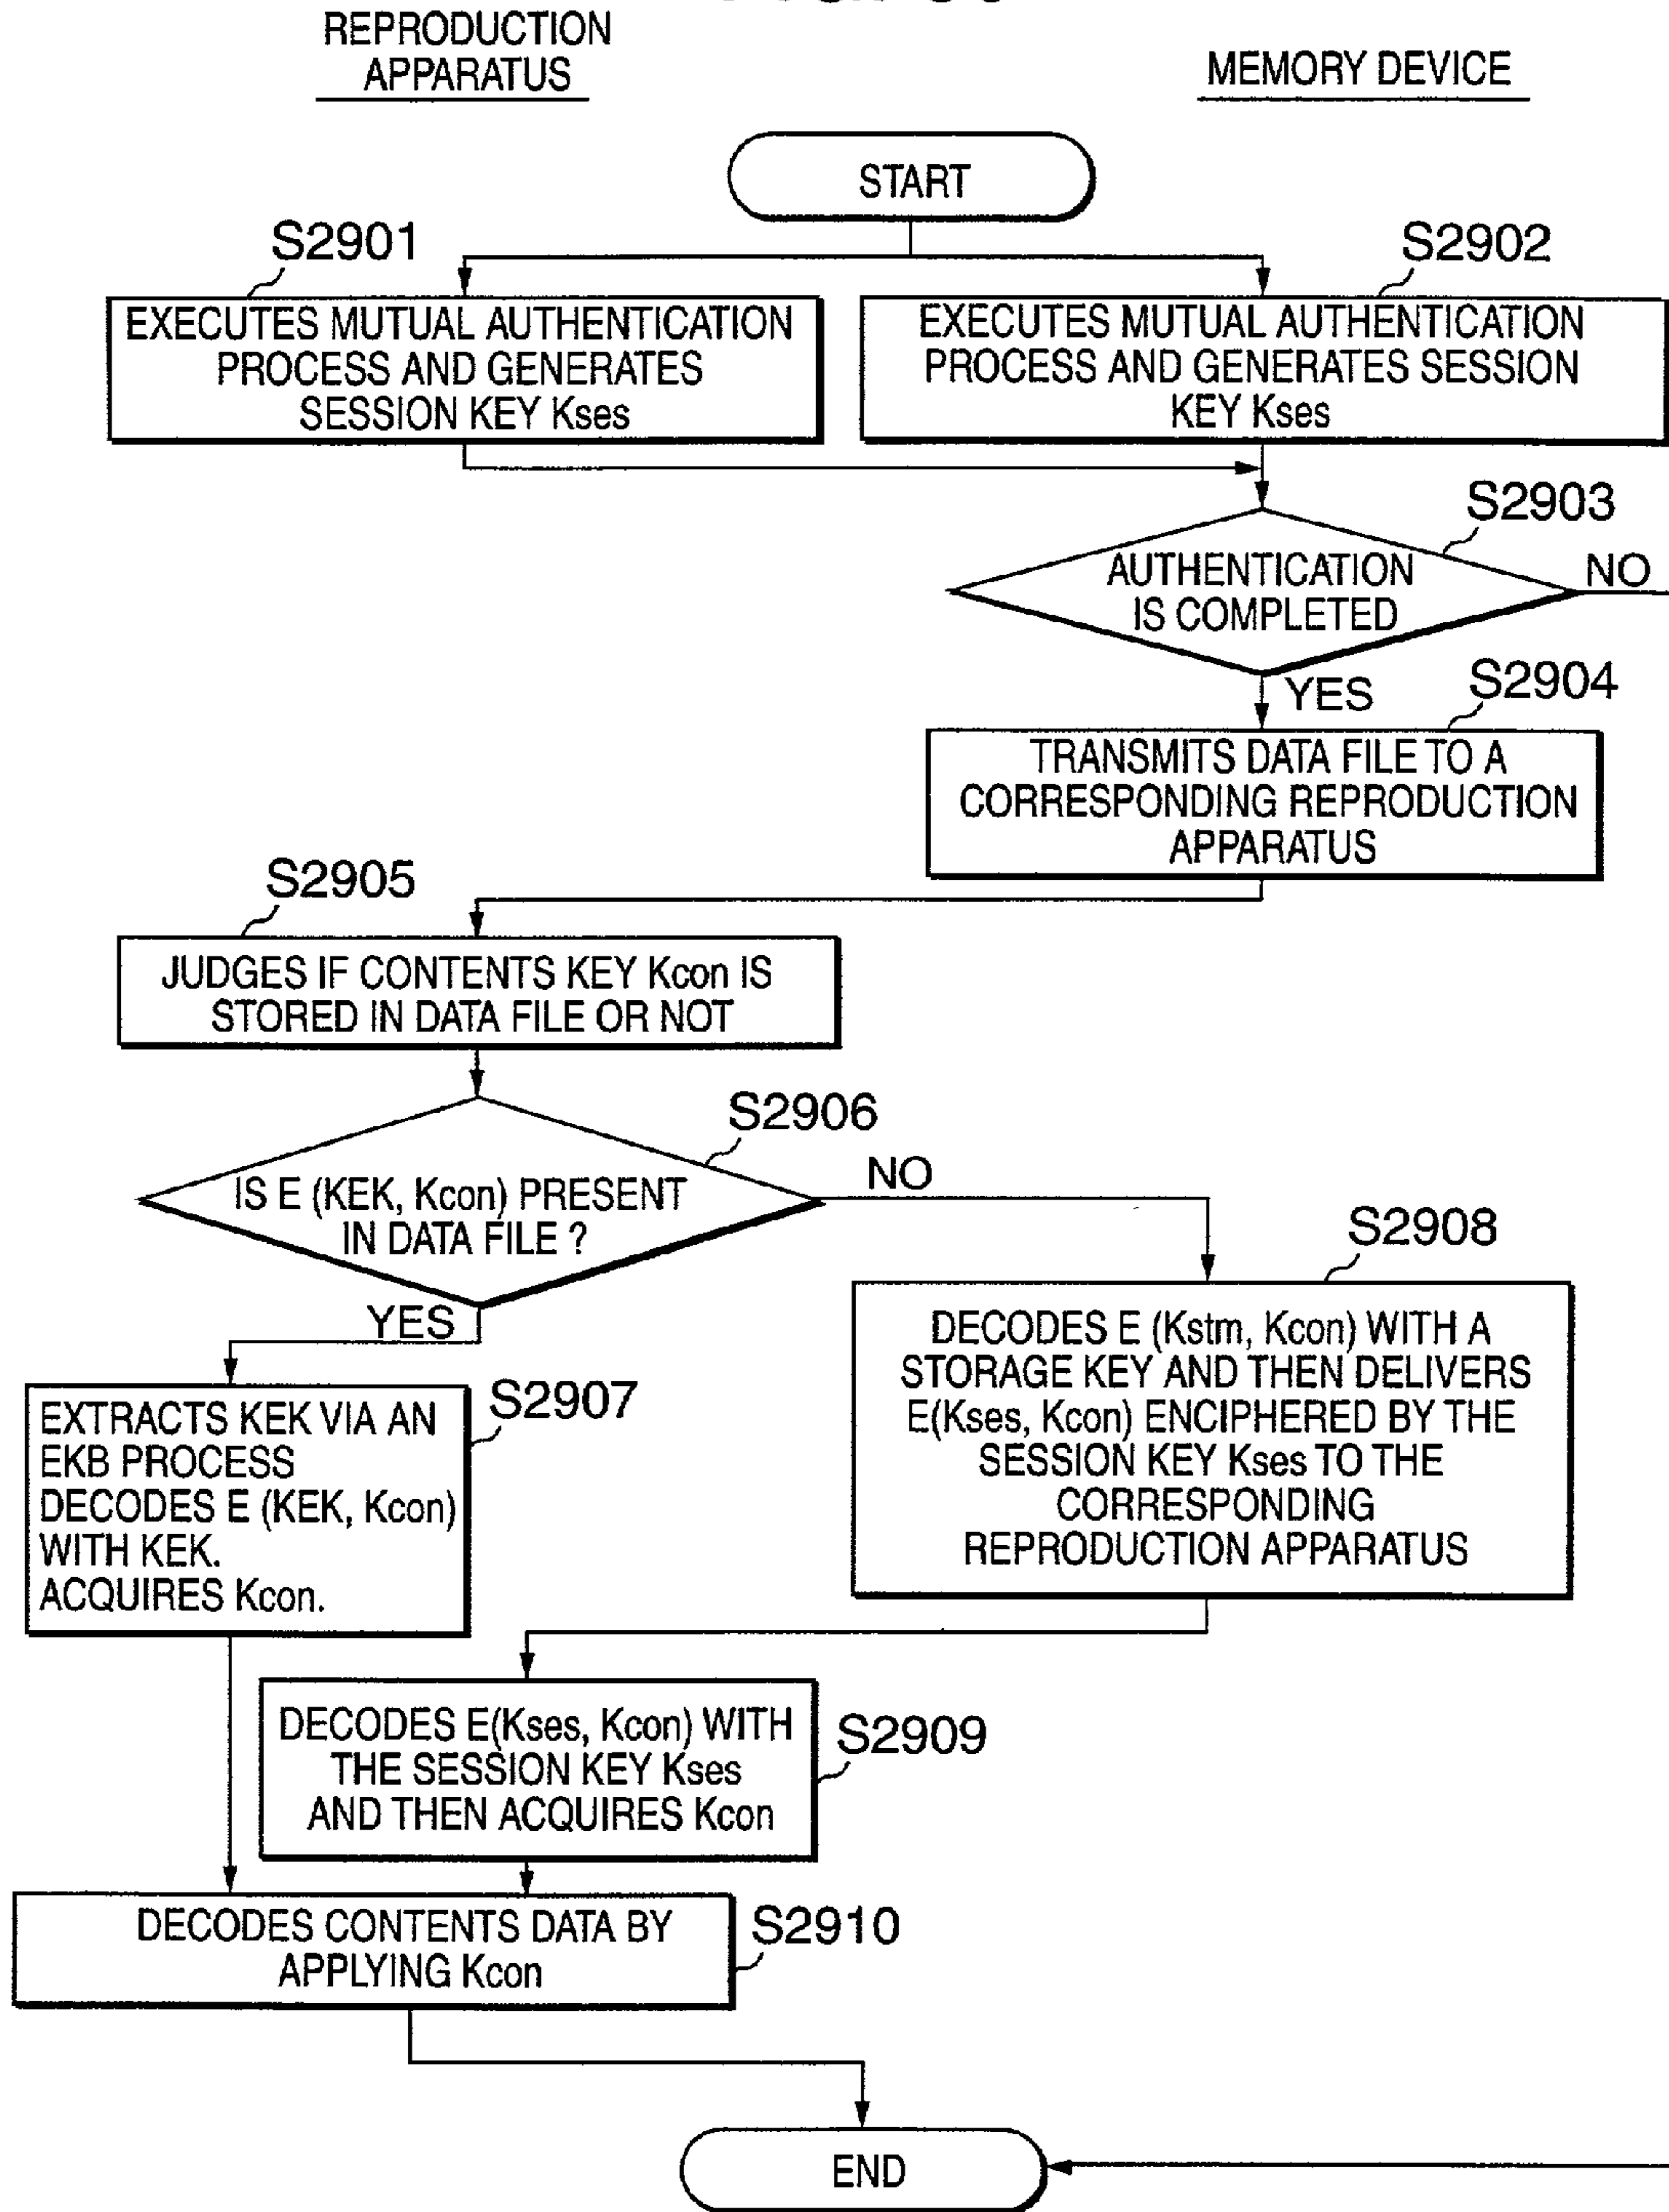 REPRODUCTION
APPARATUS
MEMORY DEVICE
START
S2901
S2902
EXECUTES MUTUAL AUTHENTICATION
PROCESS AND GENERATES
SESSION KEY Kses
EXECUTES MUTUAL AUTHENTICATION
PROCESS AND GENERATES SESSION
KEY Kses
S2903
AUTHENTICATION
IS COMPLETED
NO
YES
S2904
TRANSMITS DATA FILE TO A
CORRESPONDING REPRODUCTION
APPARATUS
S2905
JUDGES IF CONTENTS KEY Kcon IS
STORED IN DATA FILE OR NOT
S2906
IS E (KEK, Kcon) PRESENT
IN DATA FILE ?
NO
YES
S2908
DECODES E (Kstm, Kcon) WITH A
STORAGE KEY AND THEN DELIVERS
E(Kses, Kcon) ENCIPHERED BY THE
SESSION KEY Kses TO THE
CORRESPONDING
REPRODUCTION APPARATUS
S2907
EXTRACTS KEK VIA AN
EKB PROCESS
DECODES E (KEK, Kcon)
WITH KEK.
ACQUIRES Kcon.
DECODES E(Kses, Kcon) WITH
THE SESSION KEY Kses
AND THEN ACQUIRES Kcon
S2909
DECODES CONTENTS DATA BY
APPLYING Kcon
S2910
END